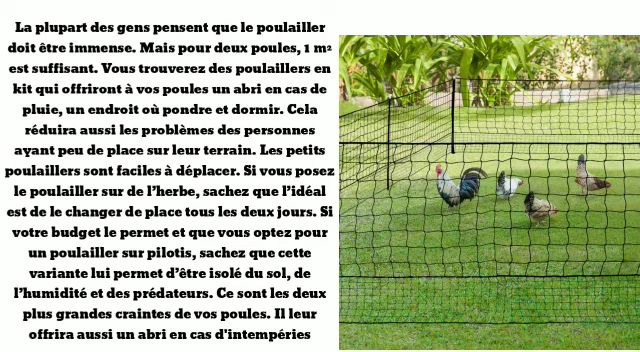 La plupart des gens pensent que le poulailler
doit être immense. Mais pour deux poules, 1 m²
est suffisant. Vous trouverez des poulaillers en
kit qui offriront à vos poules un abri en cas de
pluie, un endroit où pondre et dormir. Cela
réduira aussi les problèmes des personnes
ayant peu de place sur leur terrain. Les petits
poulaillers sont faciles à déplacer. Si vous posez
le poulailler sur de l’herbe, sachez que l’idéal
est de le changer de place tous les deux jours. Si
votre budget le permet et que vous optez pour
un poulailler sur pilotis, sachez que cette
variante lui permet d’être isolé du sol, de
l’humidité et des prédateurs. Ce sont les deux
plus grandes craintes de vos poules. Il leur
offrira aussi un abri en cas d'intempéries